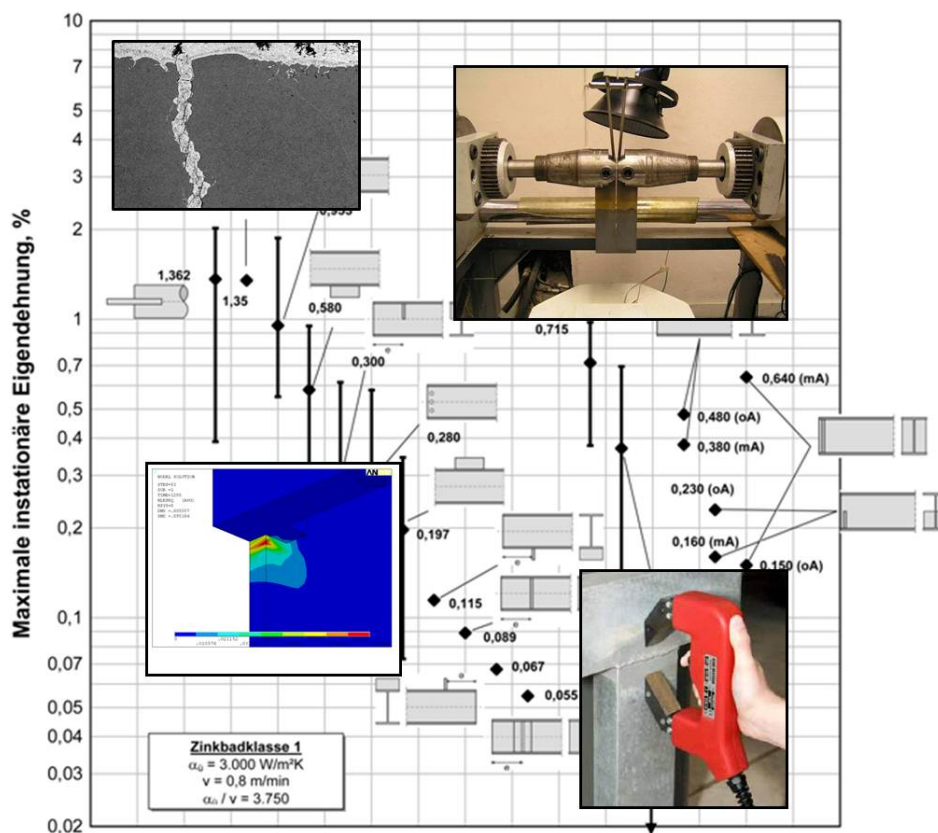 10
7
5
4
3
2
1
0,7
0,5
0,4
0,3
0,2
0,1
0,07
0,05
0,04
0,03
0,02
Maximale instationäre Eigendehnung, %
1,362
1,35
0,580
0,300
0,280
0,197
0,115
0,089
0,067
0,055
0,715
0,640 (mA)
0,480 (oA)
0,380 (mA)
0,230 (oA)
0,160 (mA)
0,150 (oA)
e
e
e
e
e
AN
Zinkbadklasse 1
αü = 3.000 W/m²K
v = 0,8 m/min
αü / v = 3.750